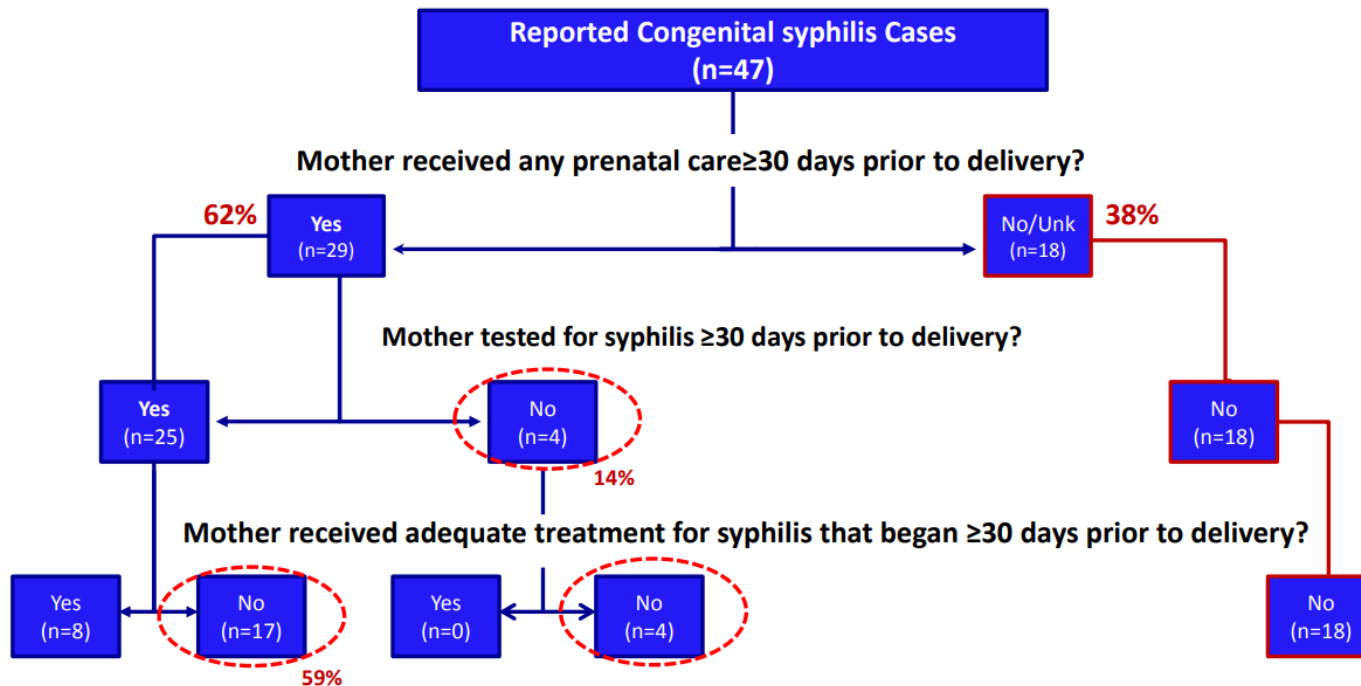 Reported Congenital syphilis Cases
(n=47)
Mother received any prenatal care≥30 days prior to delivery?
62%
Yes
(n=29)
No/Unk
(n=18)
38%
Mother tested for syphilis ≥30 days prior to delivery?
Yes
(n=25)
No
(n=4)
14%
No
(n=18)
Mother received adequate treatment for syphilis that began ≥30 days prior to delivery?
Yes
(n=8)
No
(n=17)
59%
Yes
(n=0)
No
(n=4)
No
(n=18)